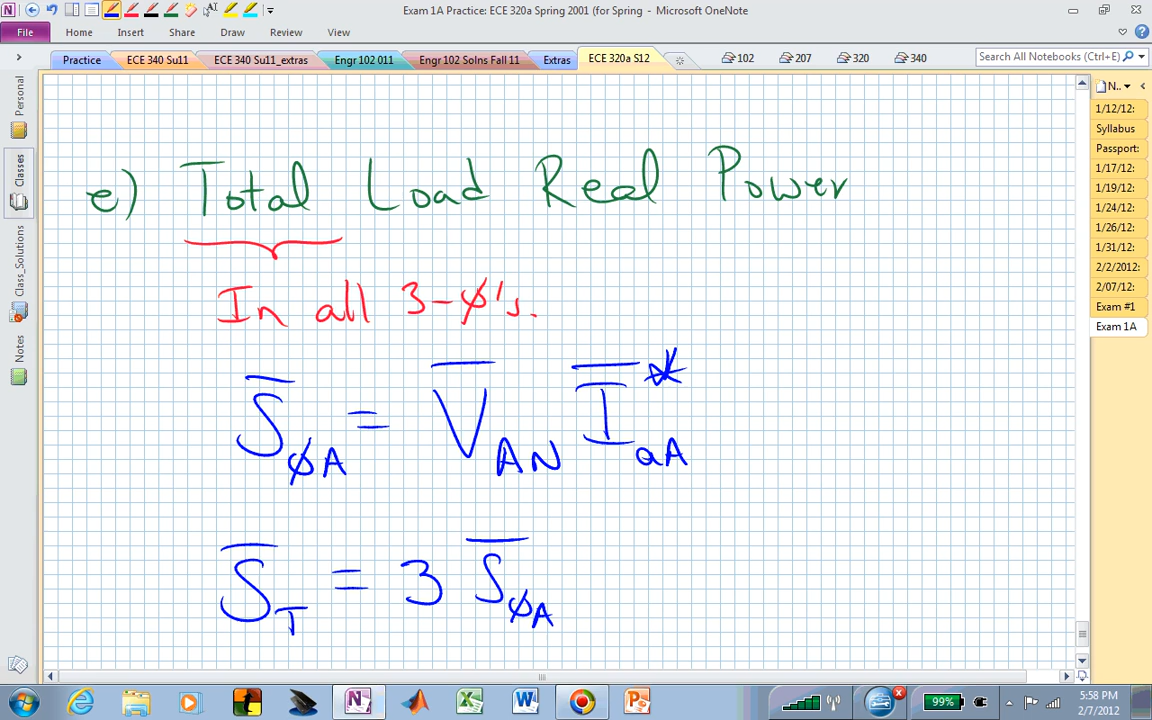 Exam 1A Practice: ECE 320a Spring 2001 (for Spring - Microsoft OneNote
File Home Insert Share Draw Review View
Practice ECE 340 Su11 ECE 340 Su11_extras Engr 102 011 Engr 102 Solns Fall 11 Extras ECE 320a S12 102 207 320 340 Search All Notebooks (Ctrl+E)
Personal
Classes
Class_Solutions
Notes
e) Total Load Real Power
In all 3-φ's.
S̅φA = V̅AN I̅aA*
S̅T = 3 S̅φA
N..
1/12/12:
Syllabus
Passport:
1/17/12:
1/19/12:
1/24/12:
1/26/12:
1/31/12:
2/2/2012:
2/07/12:
Exam #1
Exam 1A
99%
5:58 PM
2/7/2012